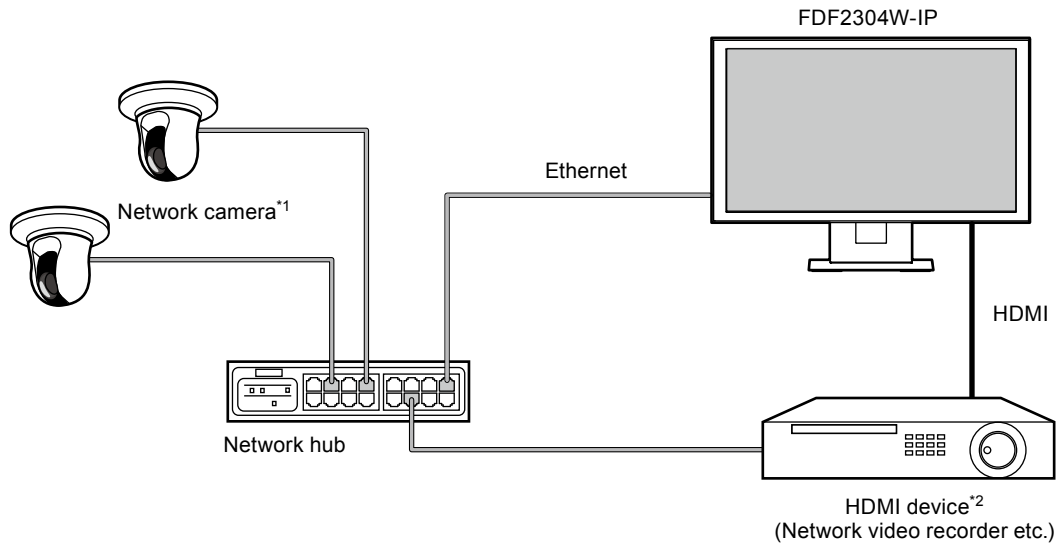 FDF2304W-IP
Ethernet
Network camera*1
HDMI
Network hub
HDMI device*2
(Network video recorder etc.)